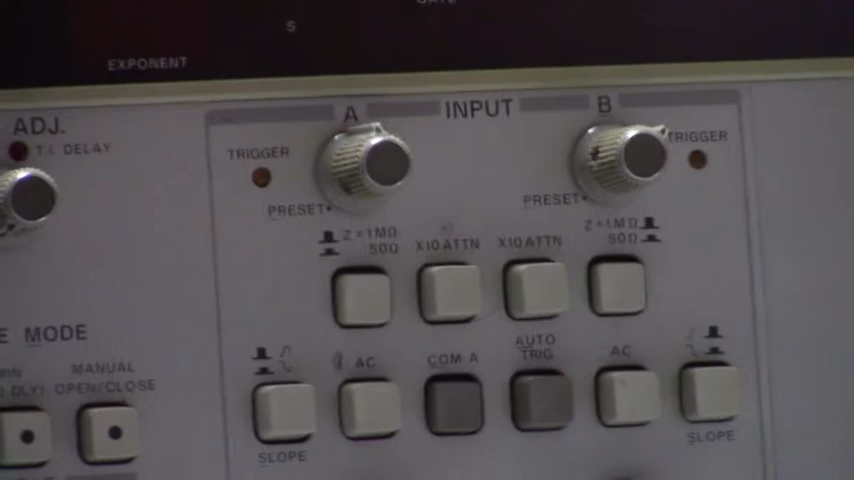 GATE
S
EXPONENT
ADJ.
T.I. DELAY
A INPUT B
TRIGGER
TRIGGER
PRESET
PRESET
Z=1MΩ
50Ω
X10 ATTN
X10 ATTN
Z=1MΩ
50Ω
MODE
MANUAL
OPEN/CLOSE
AC
COM A
AUTO
TRIG
AC
SLOPE
SLOPE